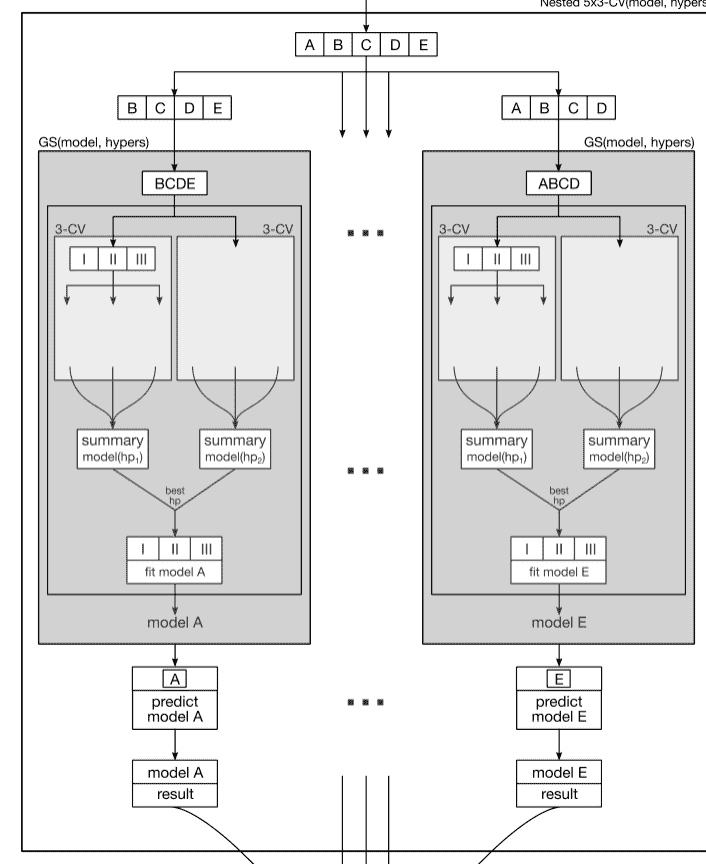 Nested 5x3-CV(model, hypers
A B C D E
B C D E
A B C D
GS(model, hypers)
GS(model, hypers)
BCDE
ABCD
3-CV
3-CV
3-CV
3-CV
I II III
I II III
summary
model(hp₁)
summary
model(hp₂)
summary
model(hp₁)
summary
model(hp₂)
best
hp
best
hp
I II III
fit model A
I II III
fit model E
model A
model E
A
predict
model A
E
predict
model E
model A
result
model E
result